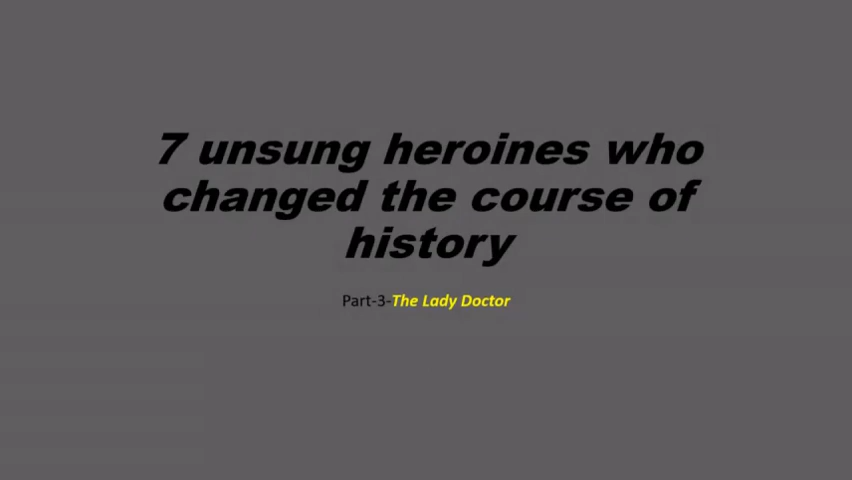 7 unsung heroines who
changed the course of
history
Part-3-The Lady Doctor